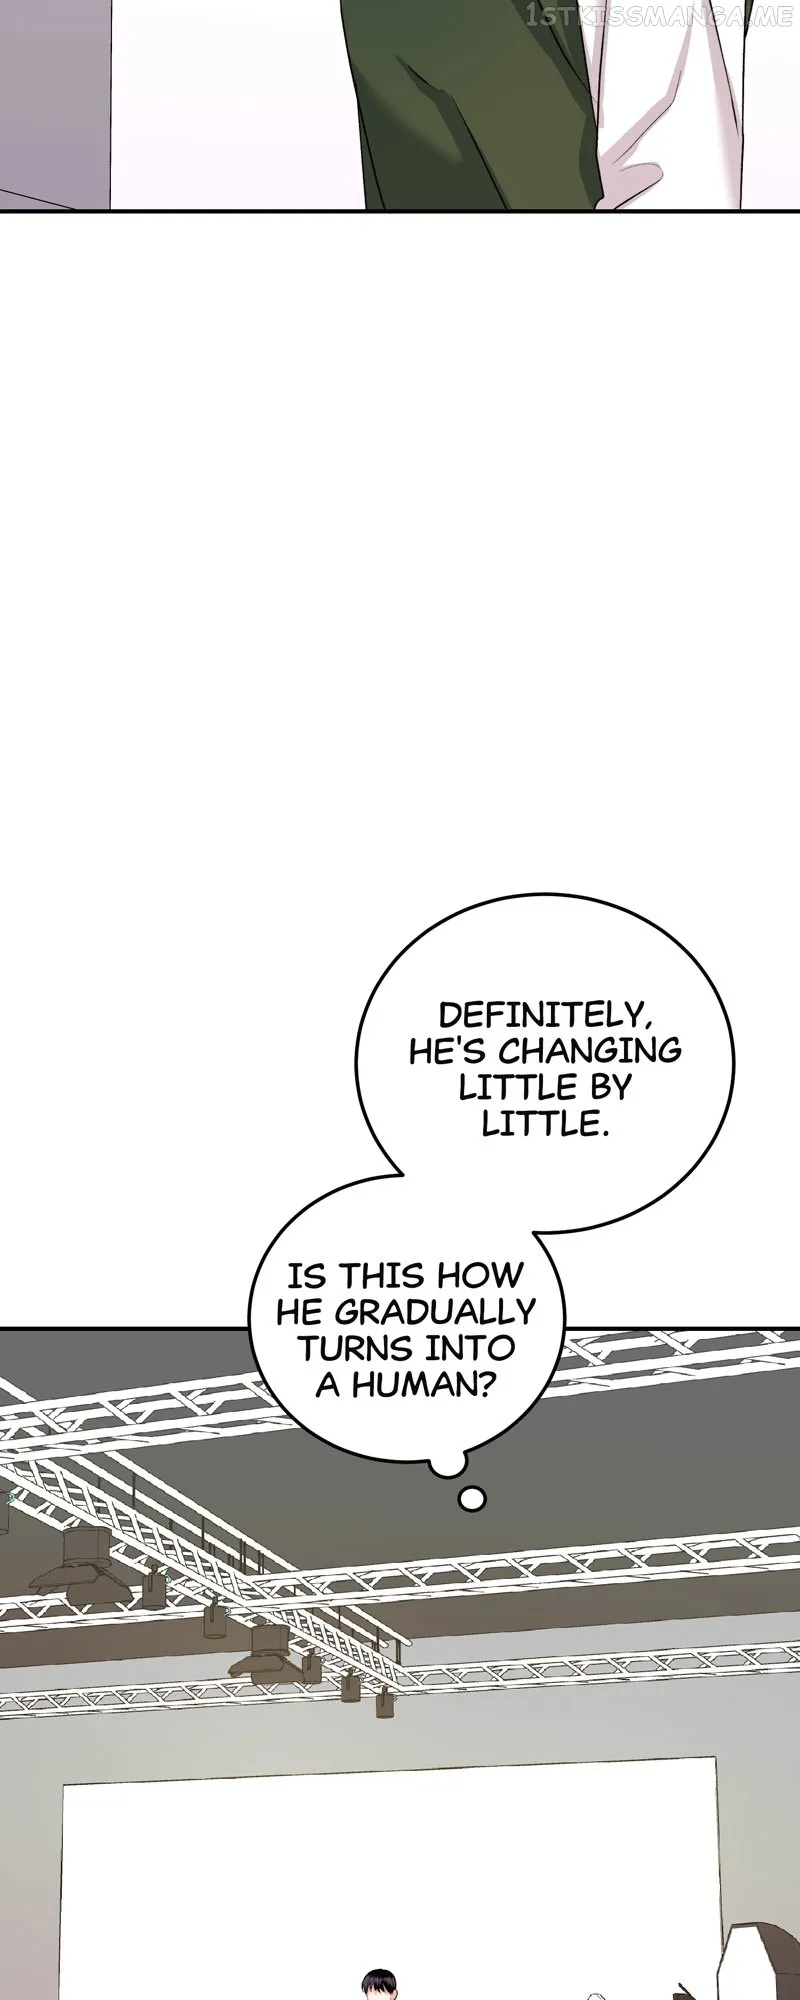 1STKISSMANGA.ME
DEFINITELY,
HE'S CHANGING
LITTLE BY
LITTLE.
IS THIS HOW
HE GRADUALLY
TURNS INTO
A HUMAN?